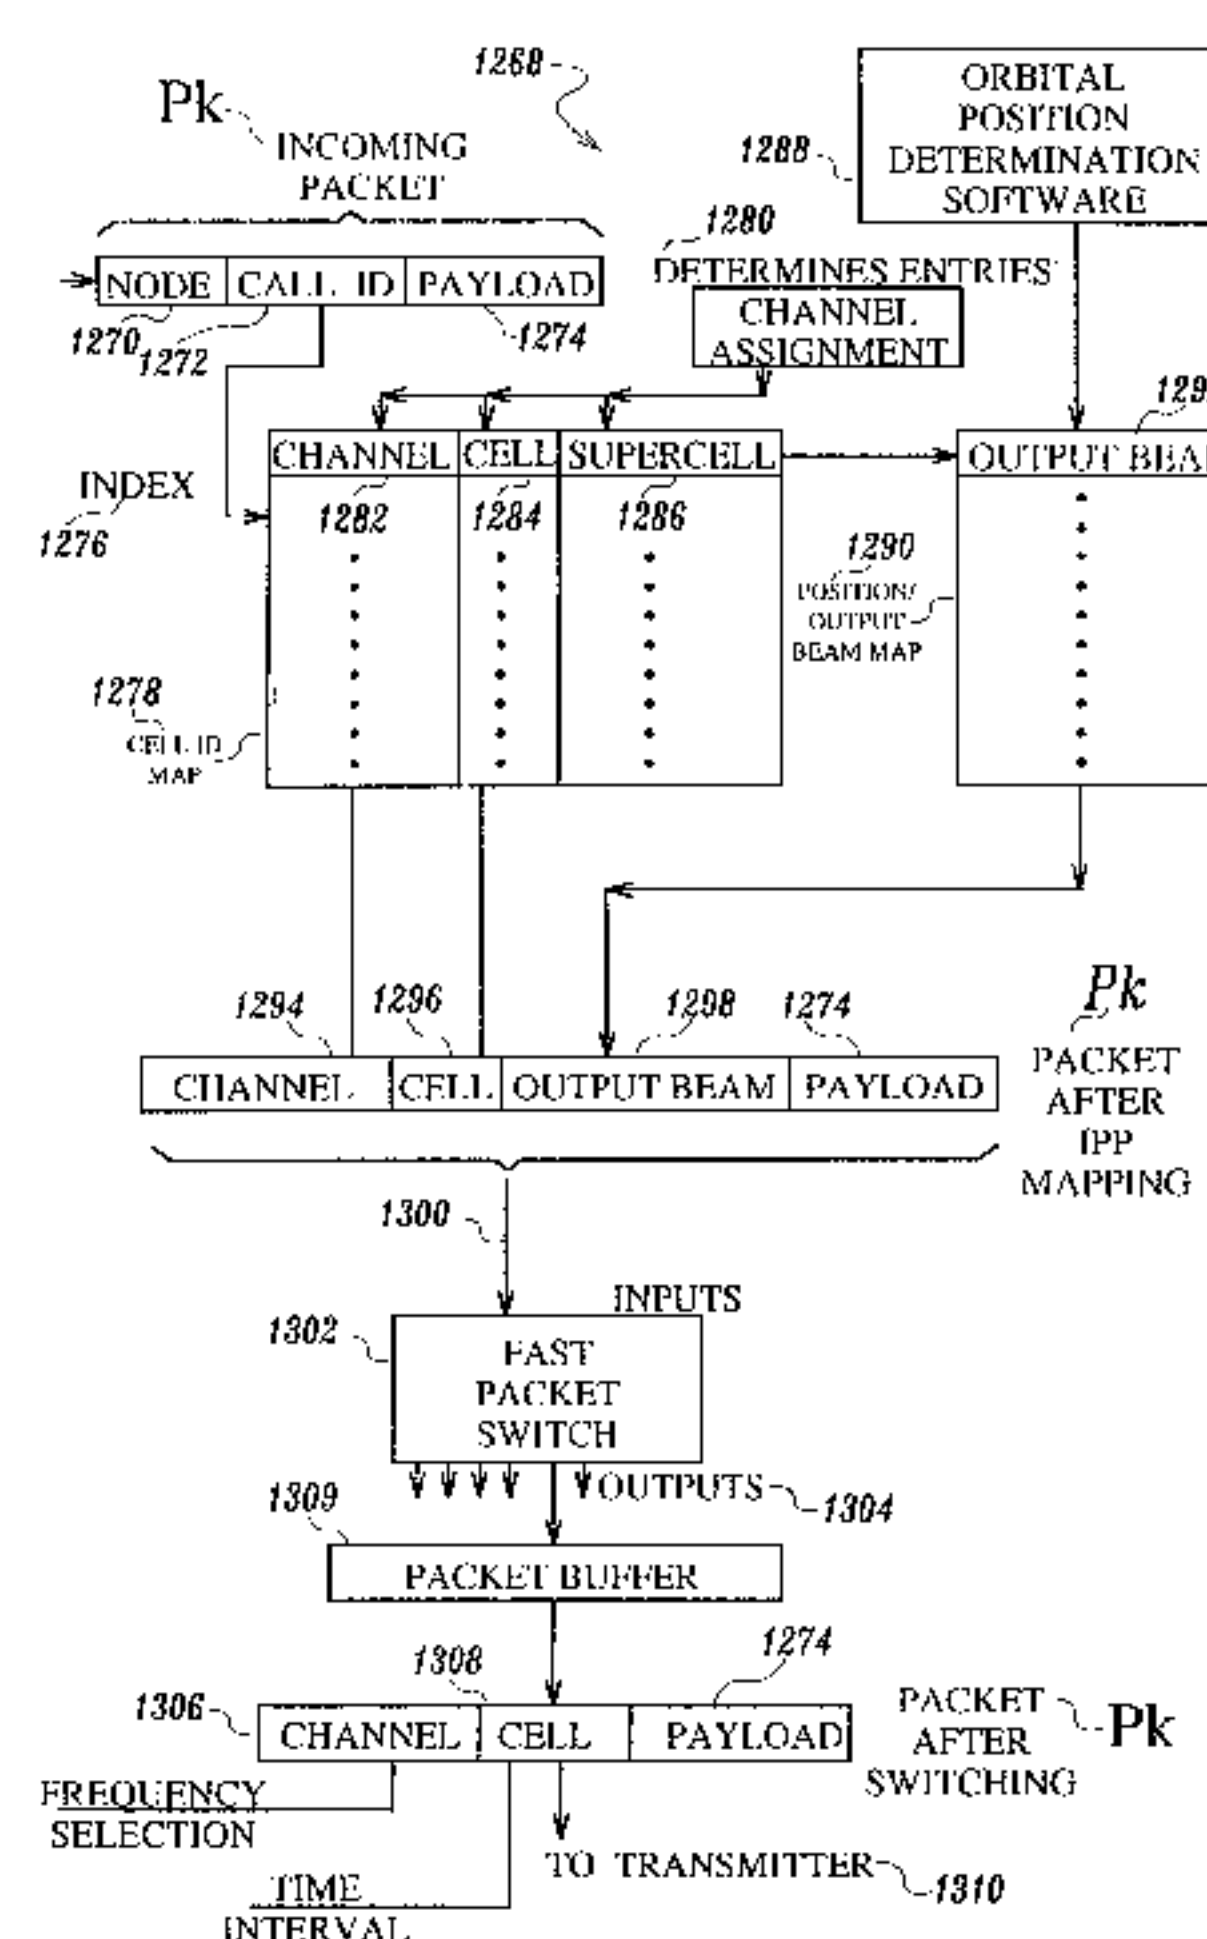 1268
Pk
INCOMING
PACKET
ORBITAL
POSITION
DETERMINATION
SOFTWARE
1288
1280
DETERMINES ENTRIES
NODE CALL ID PAYLOAD
1270
1272
1274
CHANNEL
ASSIGNMENT
CHANNEL CELL SUPERCELL
OUTPUT
INDEX
1276
1282
1284
1286
1290
POSITION/
OUTPUT
BEAM MAP
1278
CELL ID
MAP
1294
1296
1298
1274
Pk
CHANNEL CELL OUTPUT BEAM PAYLOAD
PACKET
AFTER
IPP
MAPPING
1300
INPUTS
1302
FAST
PACKET
SWITCH
OUTPUTS
1304
1309
PACKET BUFFER
1308
1274
1306
CHANNEL CELL PAYLOAD
PACKET
AFTER
SWITCHING
Pk
FREQUENCY
SELECTION
TO TRANSMITTER
1310
TIME
INTERVAL